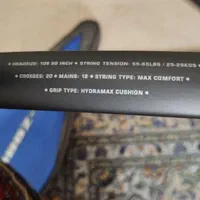 • HEADSIZE: 108 SQ INCH • STRING TENSION: 55-65LBS / 25-29KGS •
• CROSSES: 20 • MAINS: 18 • STRING TYPE: MAX COMFORT •
• GRIP TYPE: HYDRAMAX CUSHION •